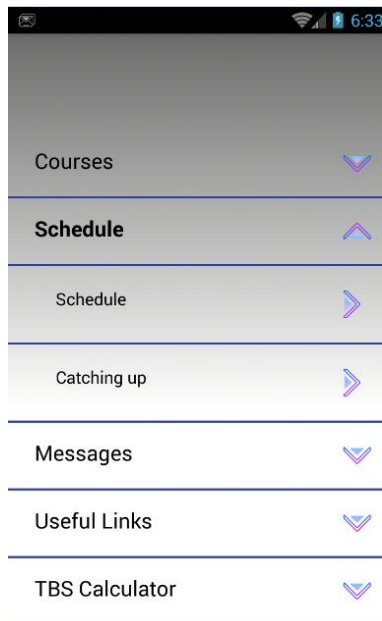 6:33
Courses
Schedule
Schedule
Catching up
Messages
Useful Links
TBS Calculator